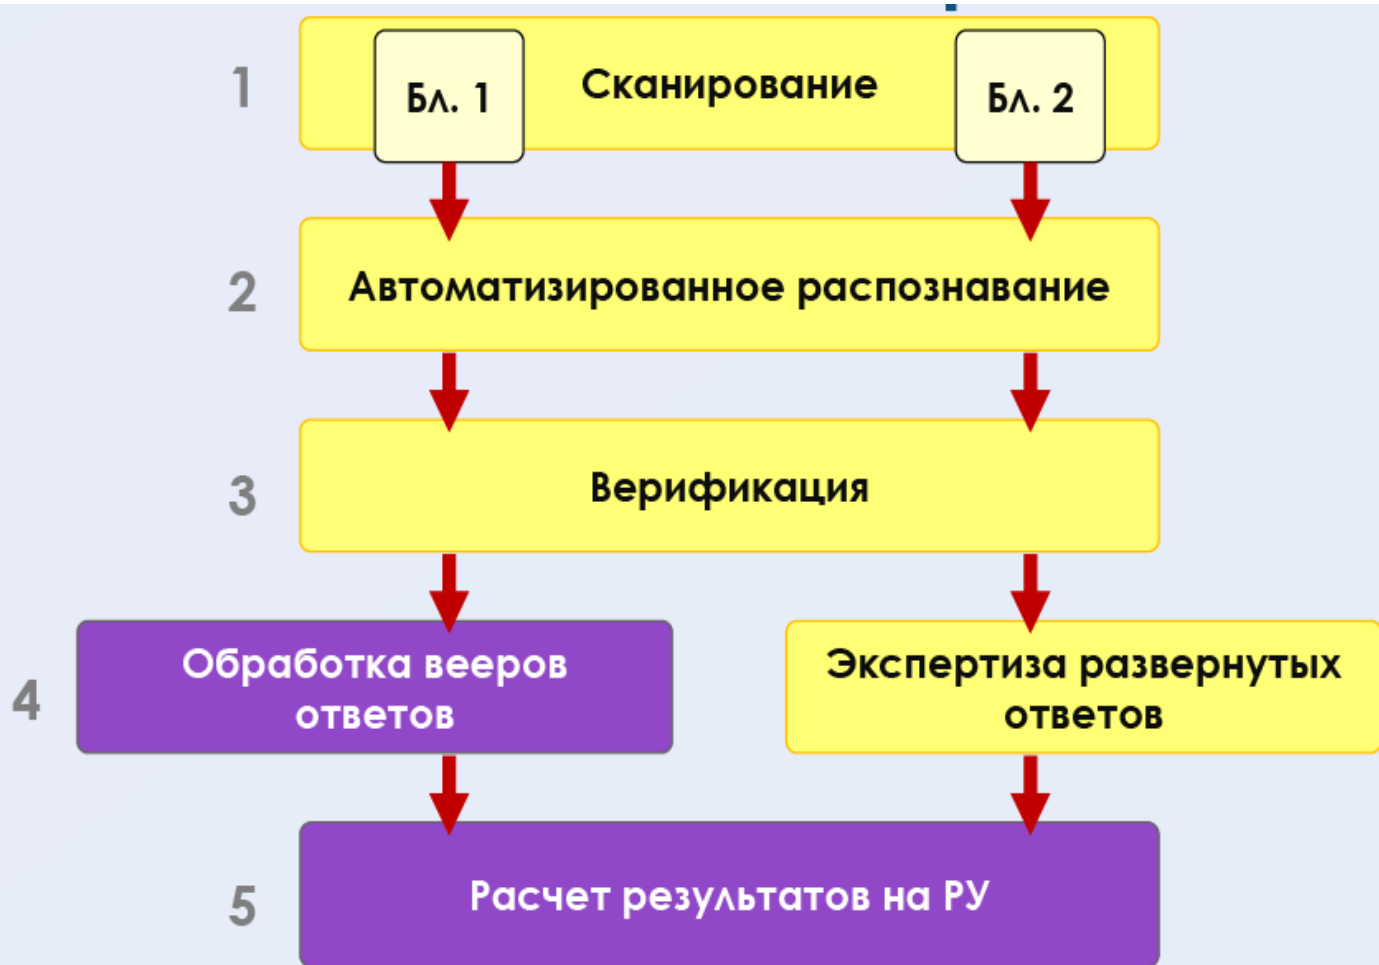 1
Бл. 1
Сканирование
Бл. 2
2
Автоматизированное распознавание
3
Верификация
4
Обработка вееров
ответов
Экспертиза развернутых
ответов
5
Расчет результатов на РУ